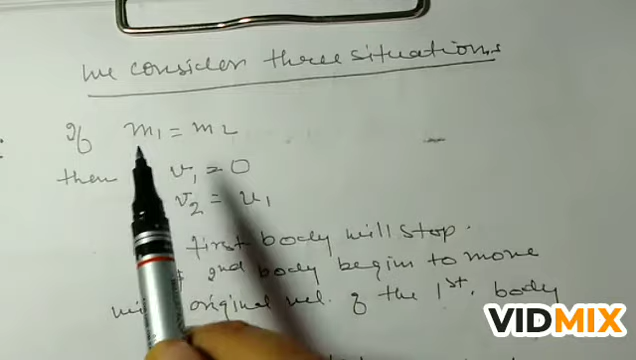 We consider three situations
If m₁ = m₂
then v₁ = 0
v₂ = u₁
first body will stop.
2nd body begin to move
original vel. of the 1st. body
VIDMIX